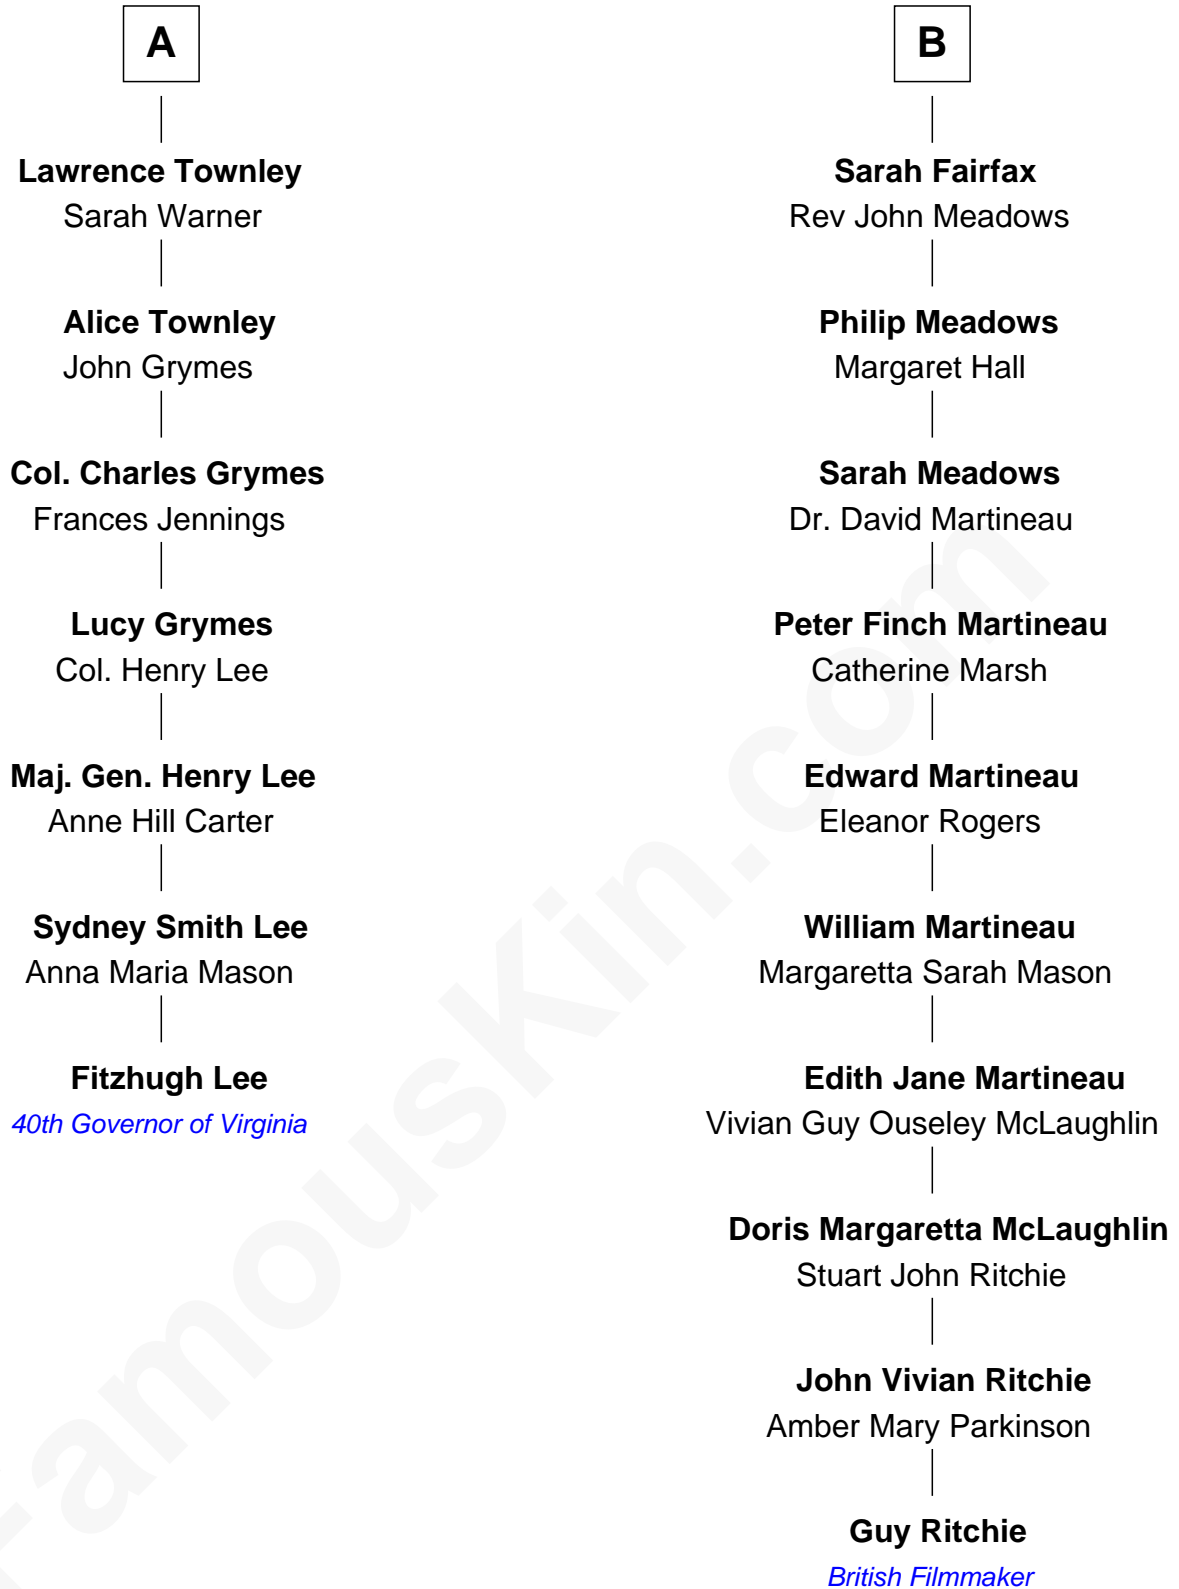 A
Lawrence Townley
Sarah Warner
Alice Townley
John Grymes
Col. Charles Grymes
Frances Jennings
Lucy Grymes
Col. Henry Lee
Maj. Gen. Henry Lee
Anne Hill Carter
Sydney Smith Lee
Anna Maria Mason
Fitzhugh Lee
40th Governor of Virginia
B
Sarah Fairfax
Rev John Meadows
Philip Meadows
Margaret Hall
Sarah Meadows
Dr. David Martineau
Peter Finch Martineau
Catherine Marsh
Edward Martineau
Eleanor Rogers
William Martineau
Margaretta Sarah Mason
Edith Jane Martineau
Vivian Guy Ouseley McLaughlin
Doris Margaretta McLaughlin
Stuart John Ritchie
John Vivian Ritchie
Amber Mary Parkinson
Guy Ritchie
British Filmmaker
FamousKin.com